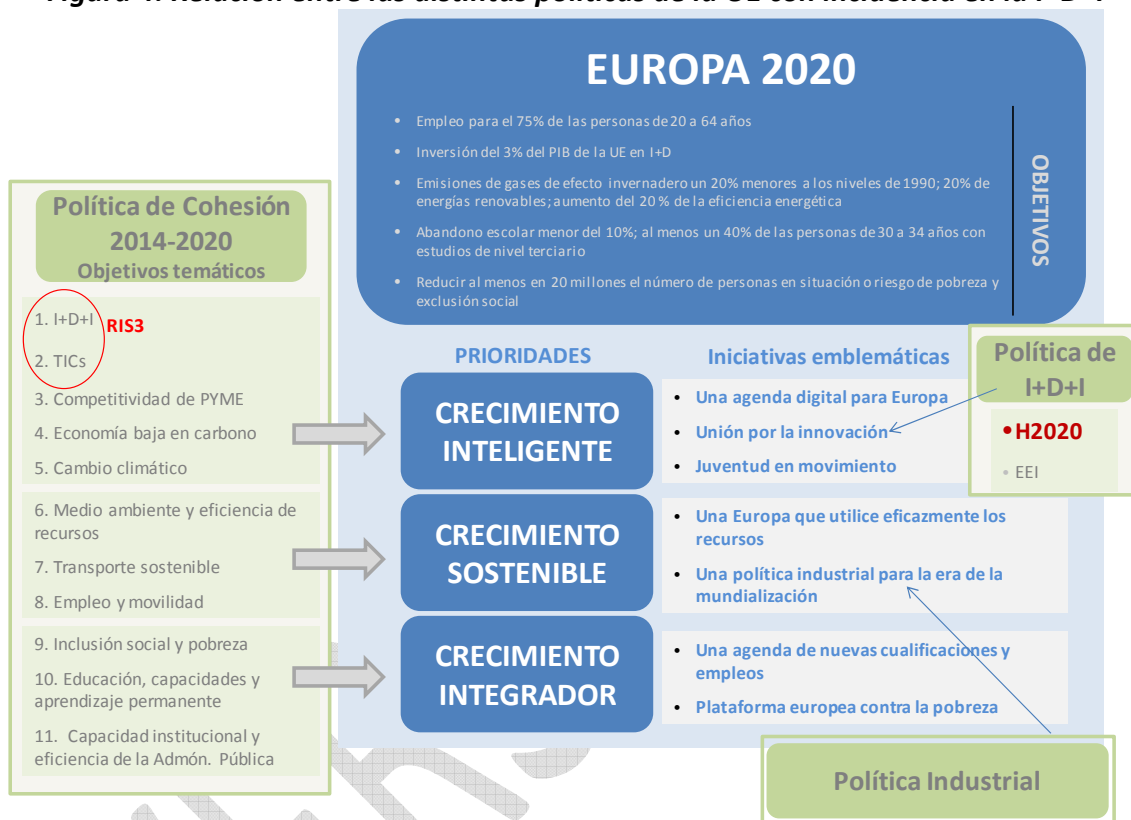 EUROPA 2020
• Empleo para el 75% de las personas de 20 a 64 años
• Inversión del 3% del PIB de la UE en I+D
• Emisiones de gases de efecto invernadero un 20% menores a los niveles de 1990; 20% de
energías renovables; aumento del 20 % de la eficiencia energética
• Abandono escolar menor del 10%; al menos un 40% de las personas de 30 a 34 años con
estudios de nivel terciario
• Reducir al menos en 20 millones el número de personas en situación o riesgo de pobreza y
exclusión social
OBJETIVOS
Política de Cohesión
2014-2020
Objetivos temáticos
1. I+D+I
RIS3
2. TICs
3. Competitividad de PYME
4. Economía baja en carbono
5. Cambio climático
6. Medio ambiente y eficiencia de
recursos
7. Transporte sostenible
8. Empleo y movilidad
9. Inclusión social y pobreza
10. Educación, capacidades y
aprendizaje permanente
11. Capacidad institucional y
eficiencia de la Admón. Pública
PRIORIDADES
CRECIMIENTO
INTELIGENTE
CRECIMIENTO
SOSTENIBLE
CRECIMIENTO
INTEGRADOR
Iniciativas emblemáticas
• Una agenda digital para Europa
• Unión por la innovación
• Juventud en movimiento
• Una Europa que utilice eficazmente los
recursos
• Una política industrial para la era de la
mundialización
• Una agenda de nuevas cualificaciones y
empleos
• Plataforma europea contra la pobreza
Política de
I+D+I
• H2020
• EEI
Política Industrial